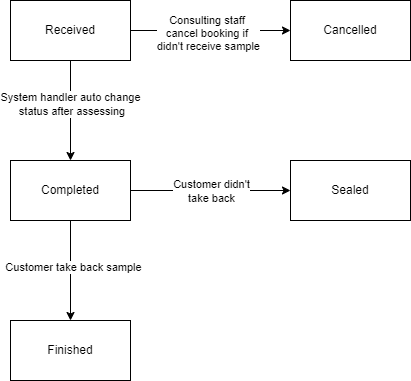 Received
Consulting staff
cancel booking if
didn't receive sample
Cancelled
System handler auto change
status after assessing
Completed
Customer didn't
take back
Sealed
Customer take back sample
Finished